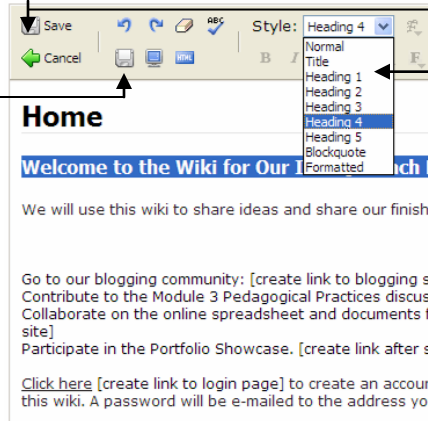 Save ABC Style: Heading 4
Cancel HTML B I F
Normal
Title
Heading 1
Heading 2
Heading 3
Heading 4
Heading 5
Blockquote
Formatted
Home
Welcome to the Wiki for Our
We will use this wiki to share ideas and share our finish
Go to our blogging community: [create link to blogging s
Contribute to the Module 3 Pedagogical Practices discus
Collaborate on the online spreadsheet and documents
site]
Participate in the Portfolio Showcase. [create link after s
Click here [create link to login page] to create an accour
this wiki. A password will be e-mailed to the address yo